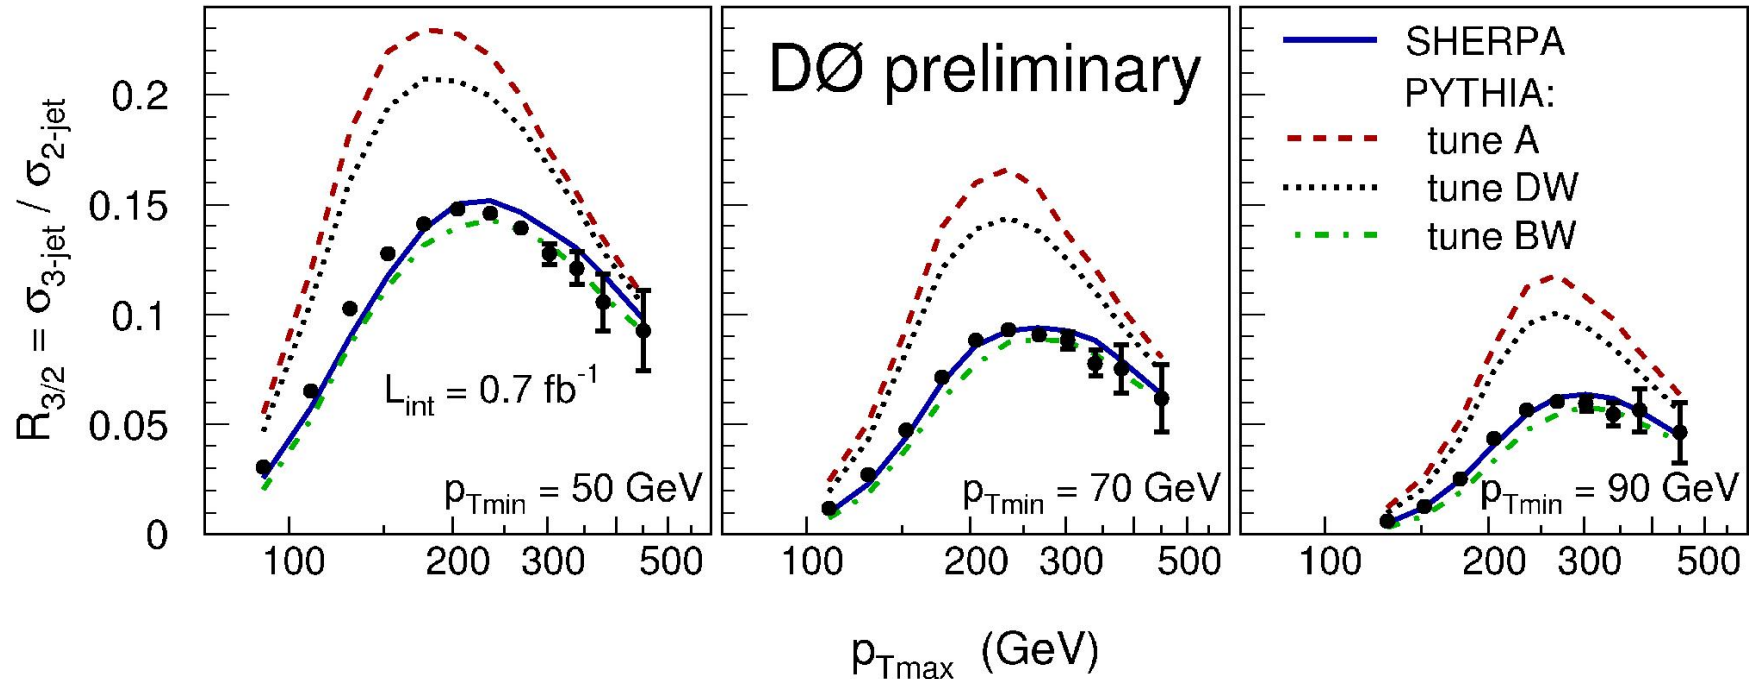 R3/2 = σ3-jet / σ2-jet
0.2
0.15
0.1
0.05
0
Lint = 0.7 fb-1
pTmin = 50 GeV
100 200 300 500
DØ preliminary
pTmin = 70 GeV
100 200 300 500
SHERPA
PYTHIA:
tune A
tune DW
tune BW
pTmin = 90 GeV
100 200 300 500
pTmax (GeV)